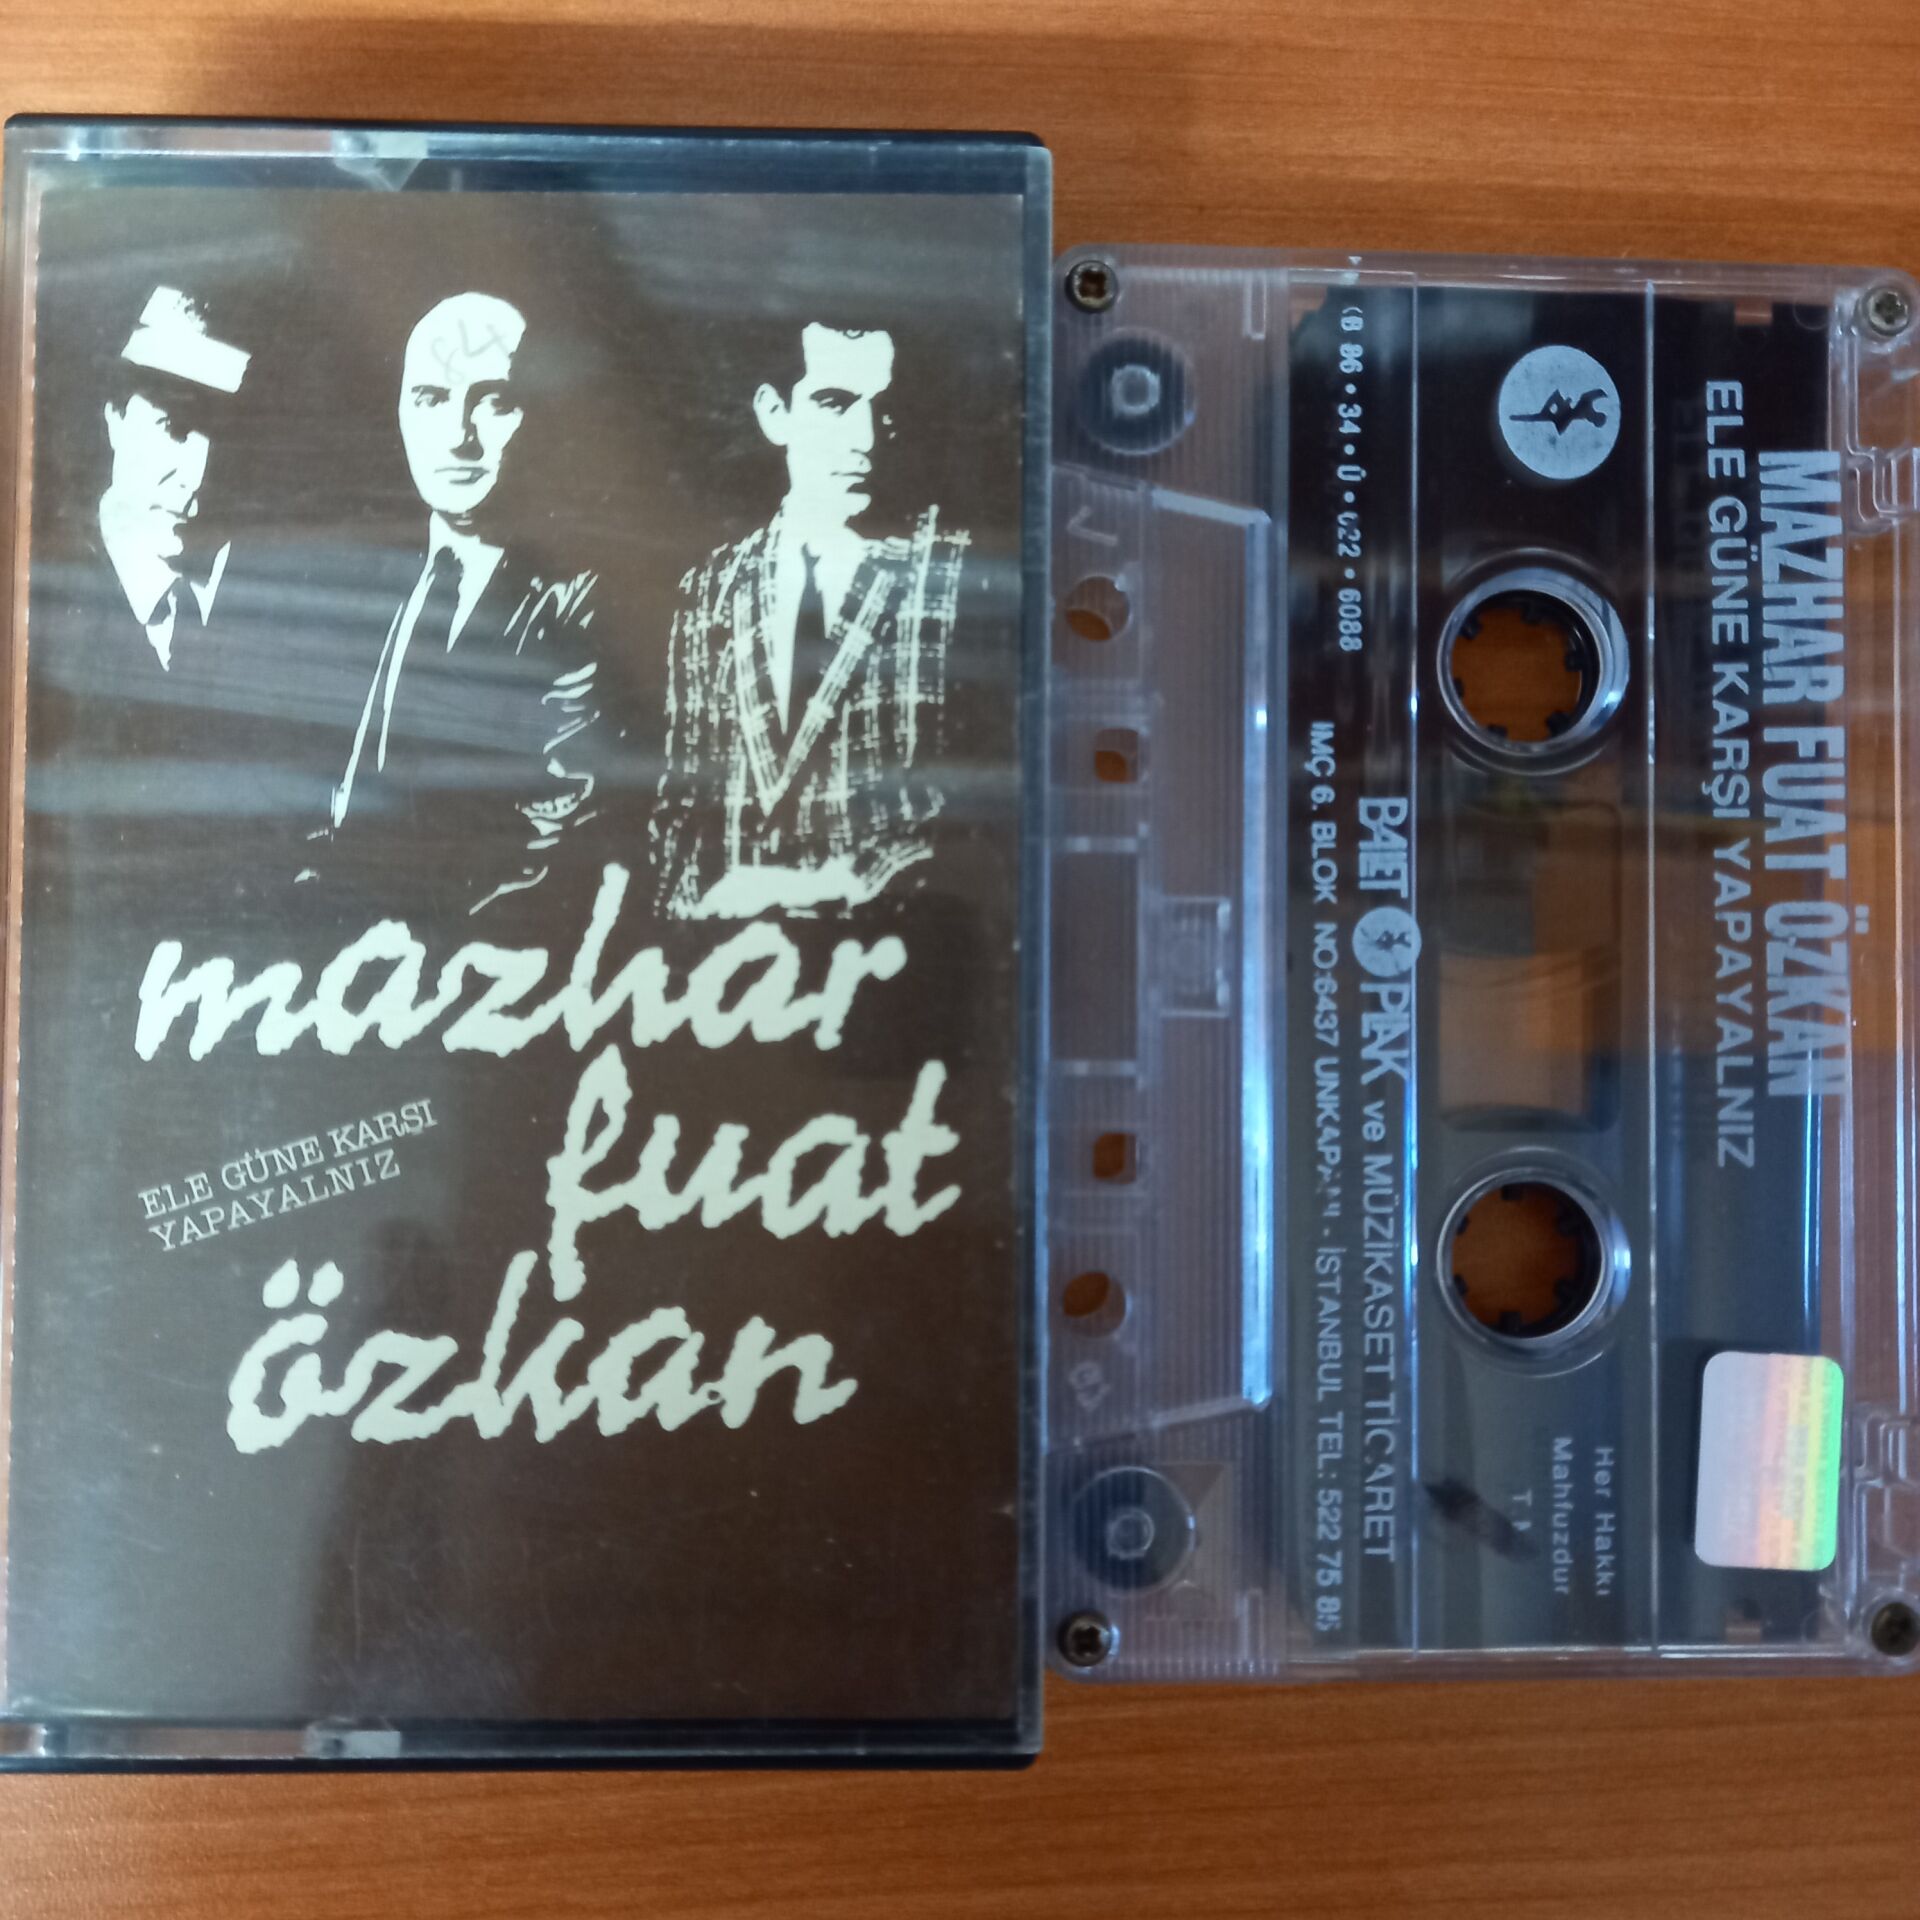 84
mazhar
fuat
özkan
ELE GÜNE KARŞI
YAPAYALNIZ
MAZHAR FUAT ÖZKAN
ELE GÜNE KARŞI YAPAYALNIZ
Her Hakkı
Mahfuzdur
BALET PLAK ve MÜZİKASET TİCARET
86 • 34 • Ü • 022 • 6088
IMÇ 6. BLOK NO:6437 UNKAPANI - İSTANBUL TEL: 522 75 85